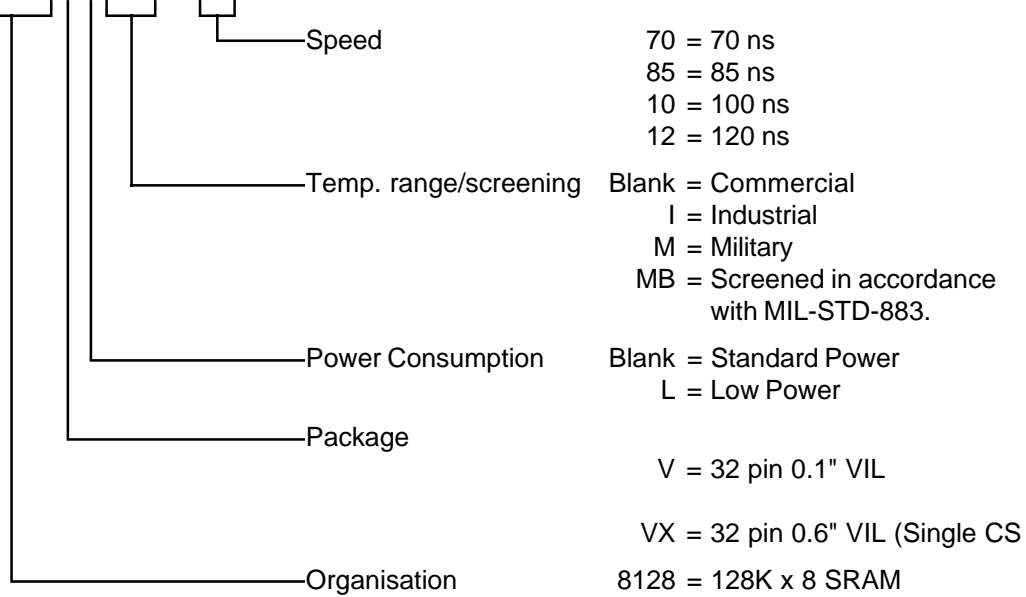 Speed 70 = 70 ns
85 = 85 ns
10 = 100 ns
12 = 120 ns
Temp. range/screening Blank = Commercial
I = Industrial
M = Military
MB = Screened in accordance
with MIL-STD-883.
Power Consumption Blank = Standard Power
L = Low Power
Package
V = 32 pin 0.1" VIL
VX = 32 pin 0.6" VIL (Single CS
Organisation 8128 = 128K x 8 SRAM